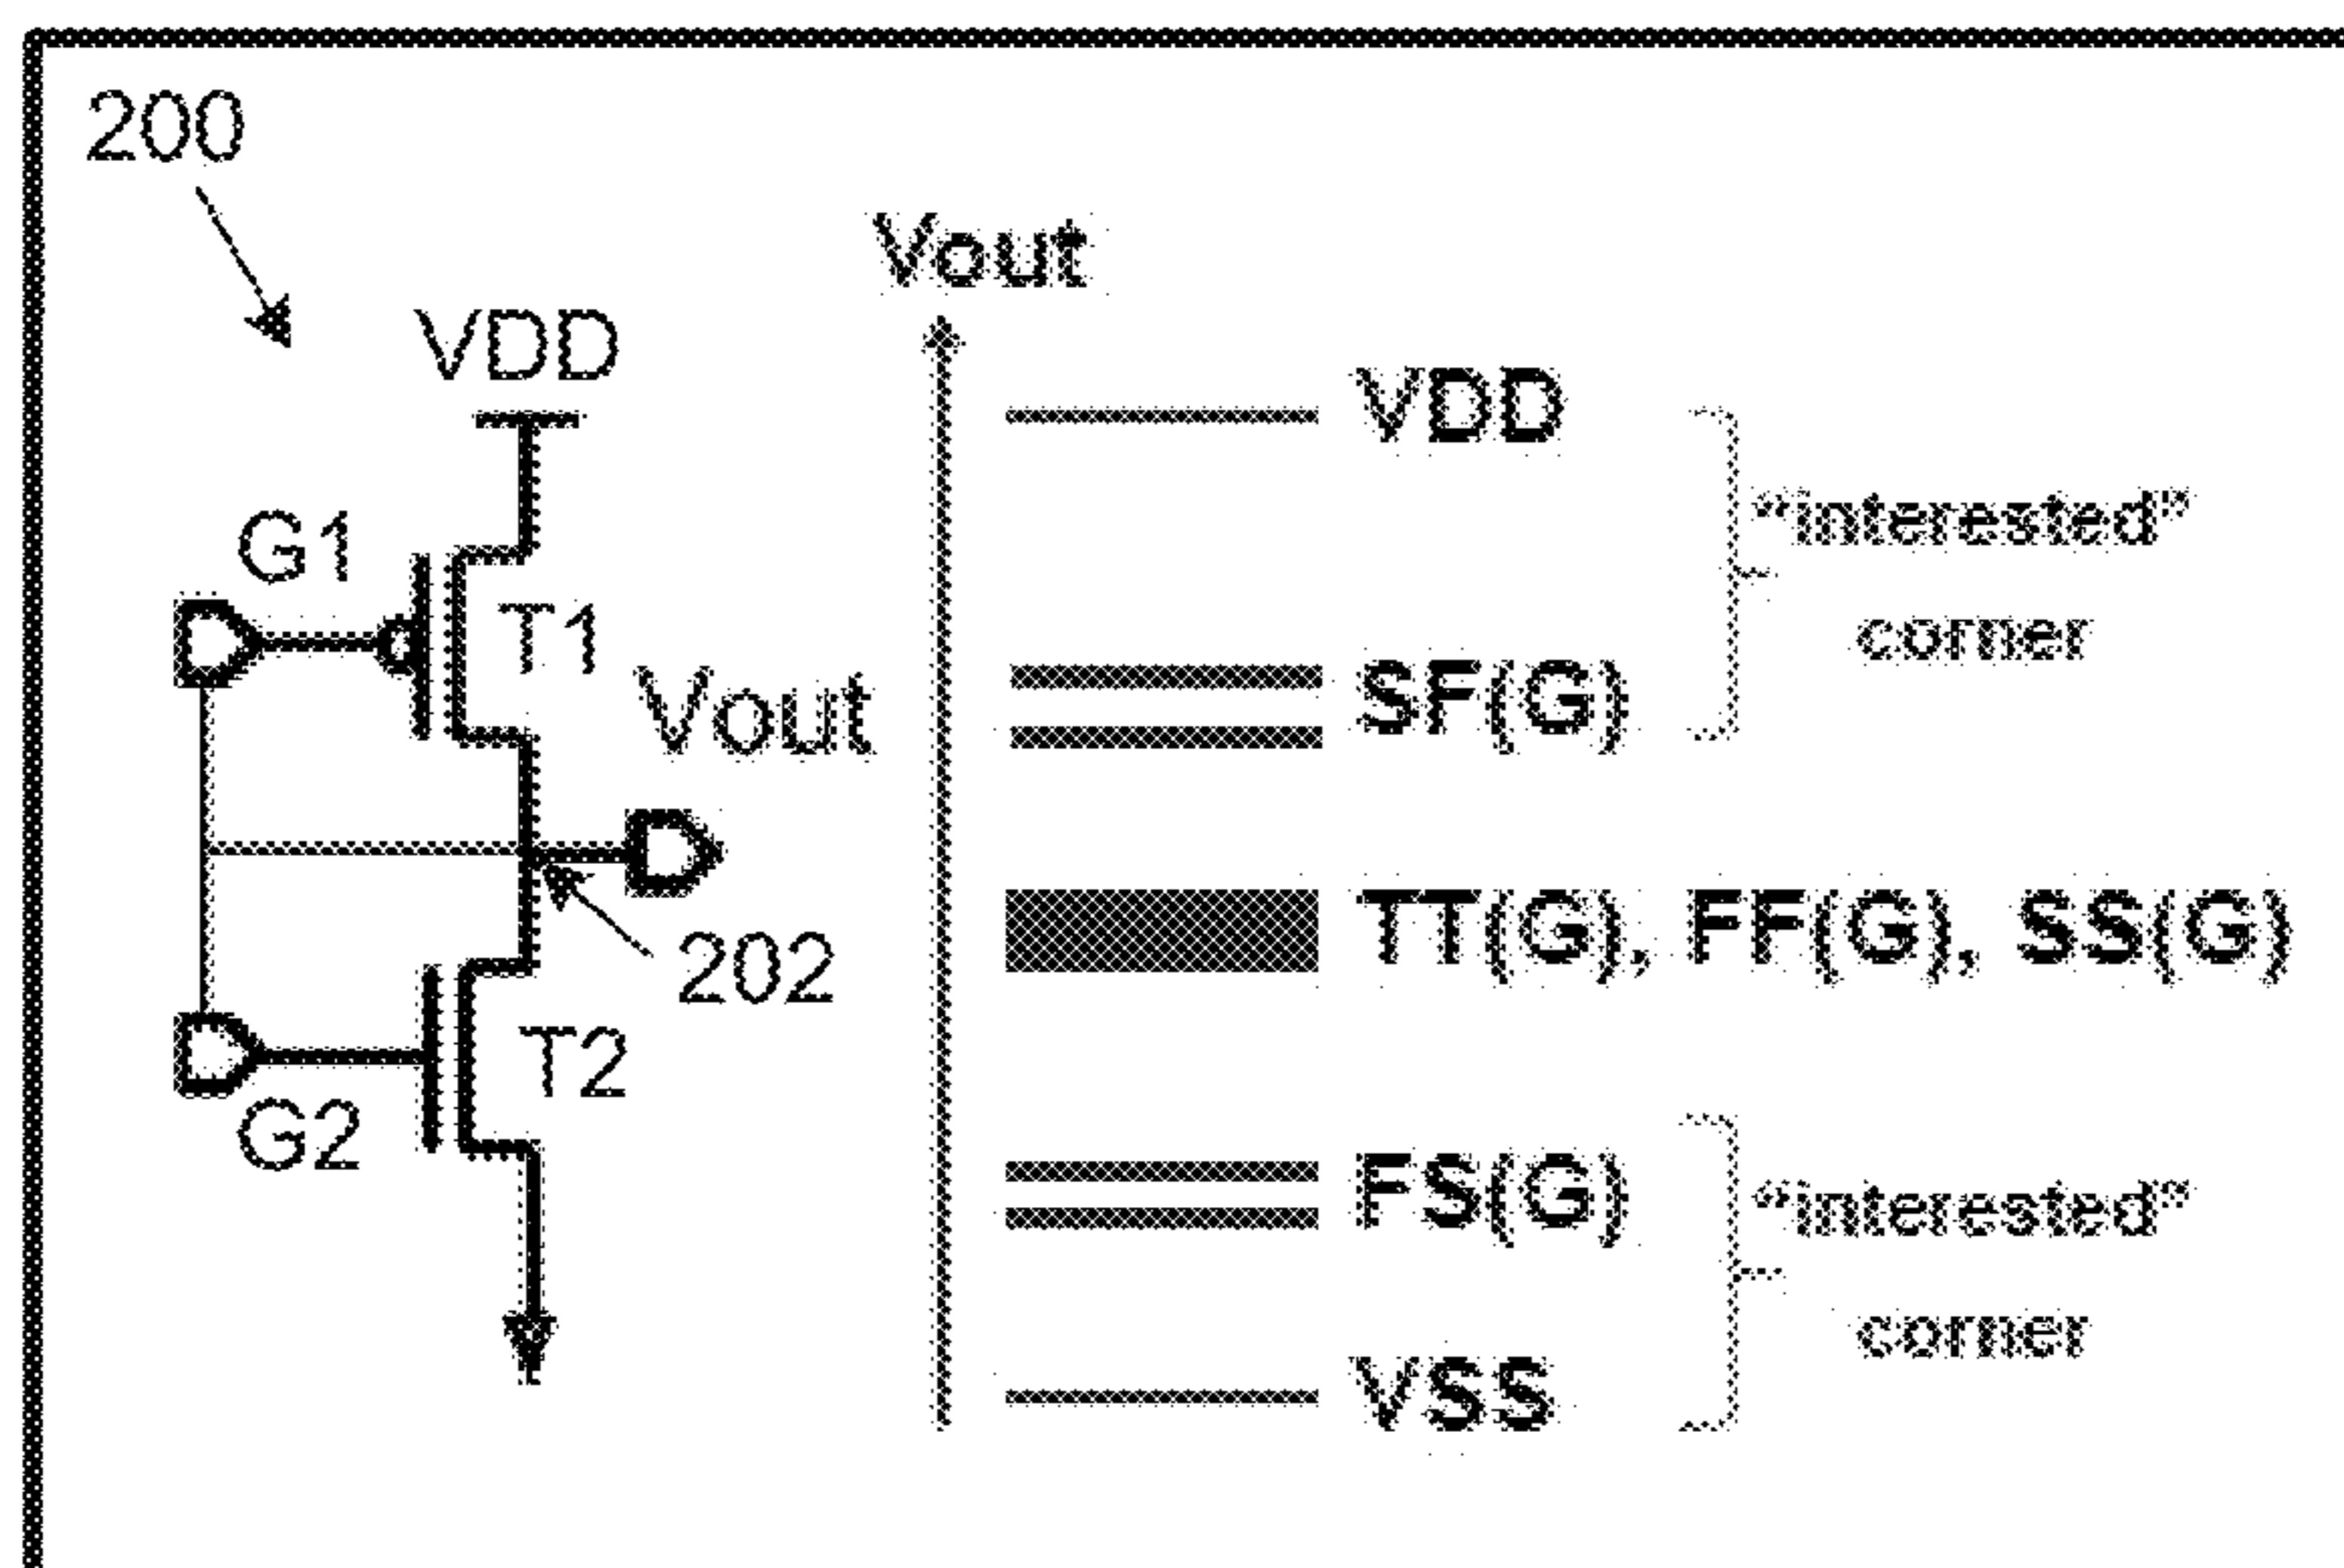 200
VDD
G1
T1
Vout
202
G2
T2
Vout
VDD
SF(G)
"interested"
corner
TT(G), FF(G), SS(G)
FS(G)
"interested"
corner
VSS